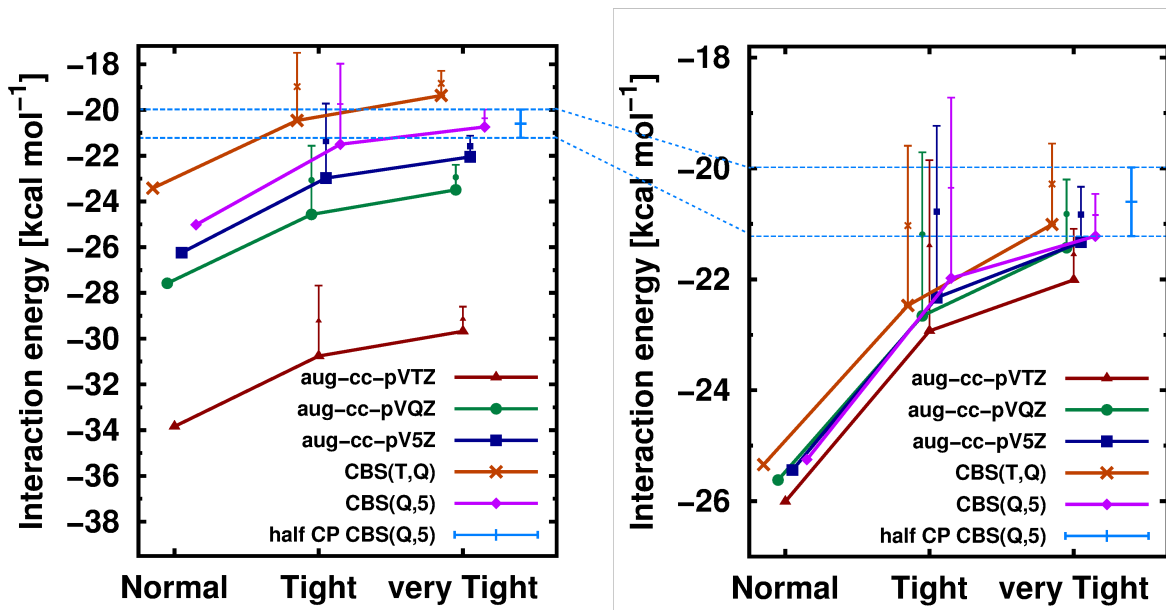 Interaction energy [kcal mol⁻¹]
−18
−20
−22
−24
−26
−28
−30
−32
−34
−36
−38
aug−cc−pVTZ
aug−cc−pVQZ
aug−cc−pV5Z
CBS(T,Q)
CBS(Q,5)
half CP CBS(Q,5)
Normal Tight very Tight
Interaction energy [kcal mol⁻¹]
−18
−20
−22
−24
−26
aug−cc−pVTZ
aug−cc−pVQZ
aug−cc−pV5Z
CBS(T,Q)
CBS(Q,5)
half CP CBS(Q,5)
Normal Tight very Tight